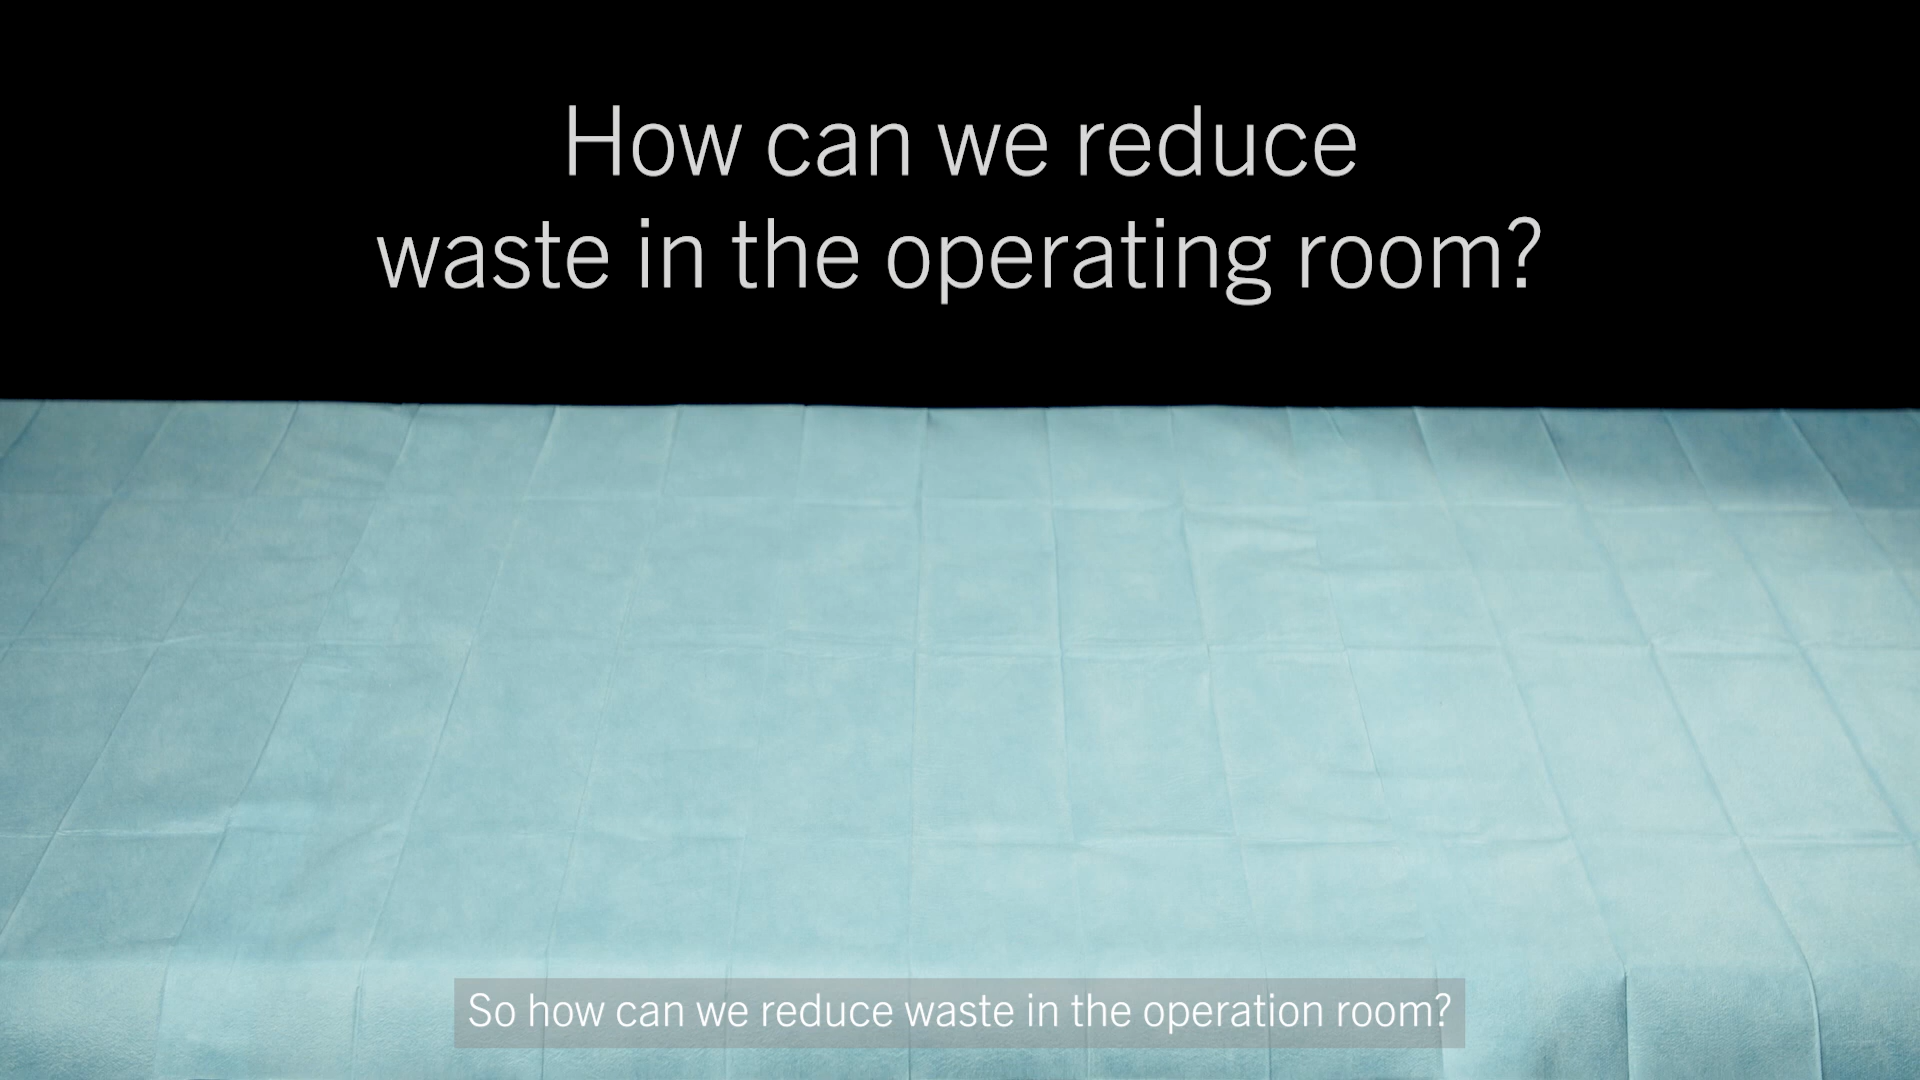 How can we reduce
waste in the operating room?
So how can we reduce waste in the operation room?